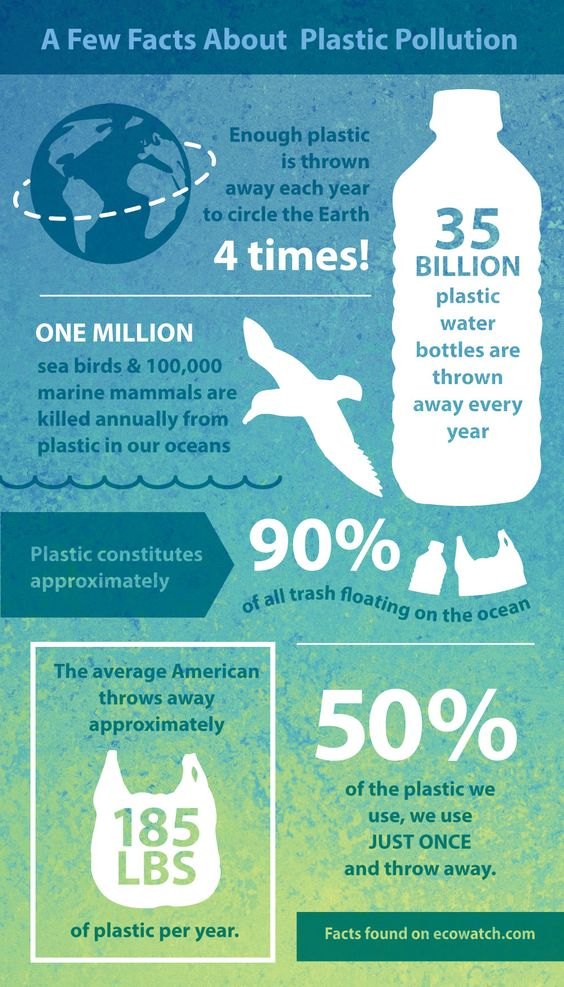 A Few Facts About Plastic Pollution
Enough plastic
is thrown
away each year
to circle the Earth
4 times!
35
BILLION
plastic
water
bottles are
thrown
away every
year
ONE MILLION
sea birds & 100,000
marine mammals are
killed annually from
plastic in our oceans
Plastic constitutes
approximately
90%
of all trash floating on the ocean
The average American
throws away
approximately
185
LBS
of plastic per year.
50%
of the plastic we
use, we use
JUST ONCE
and throw away.
Facts found on ecowatch.com